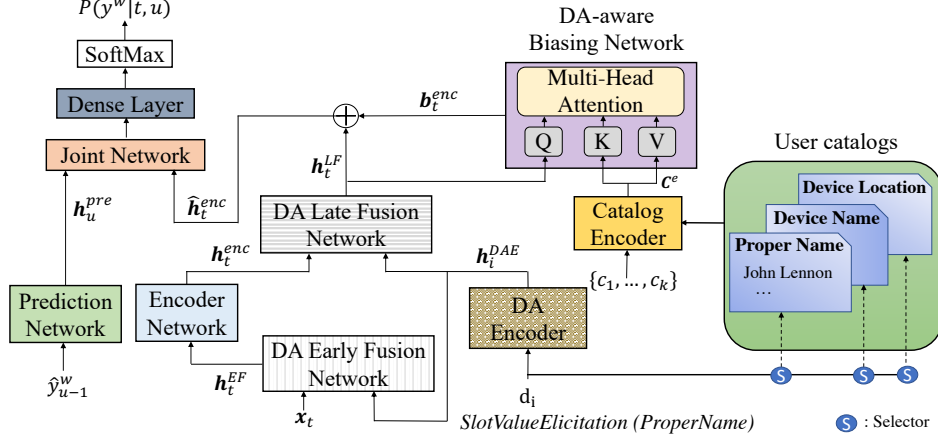 P(y^w|t, u)
SoftMax
Dense Layer
Joint Network
h_u^{pre}
ĥ_t^{enc}
Prediction
Network
ŷ_{u-1}^w
h_t^{enc}
Encoder
Network
h_t^{EF}
DA Early Fusion
Network
x_t
DA Late Fusion
Network
h_t^{LF}
b_t^{enc}
DA-aware
Biasing Network
Multi-Head
Attention
Q
K
V
C^e
Catalog
Encoder
{c_1, … , c_k}
h_i^{DAE}
DA
Encoder
d_i
SlotValueElicitation (ProperName)
User catalogs
Device Location
Device Name
Proper Name
John Lennon
…
S
S
S
S : Selector